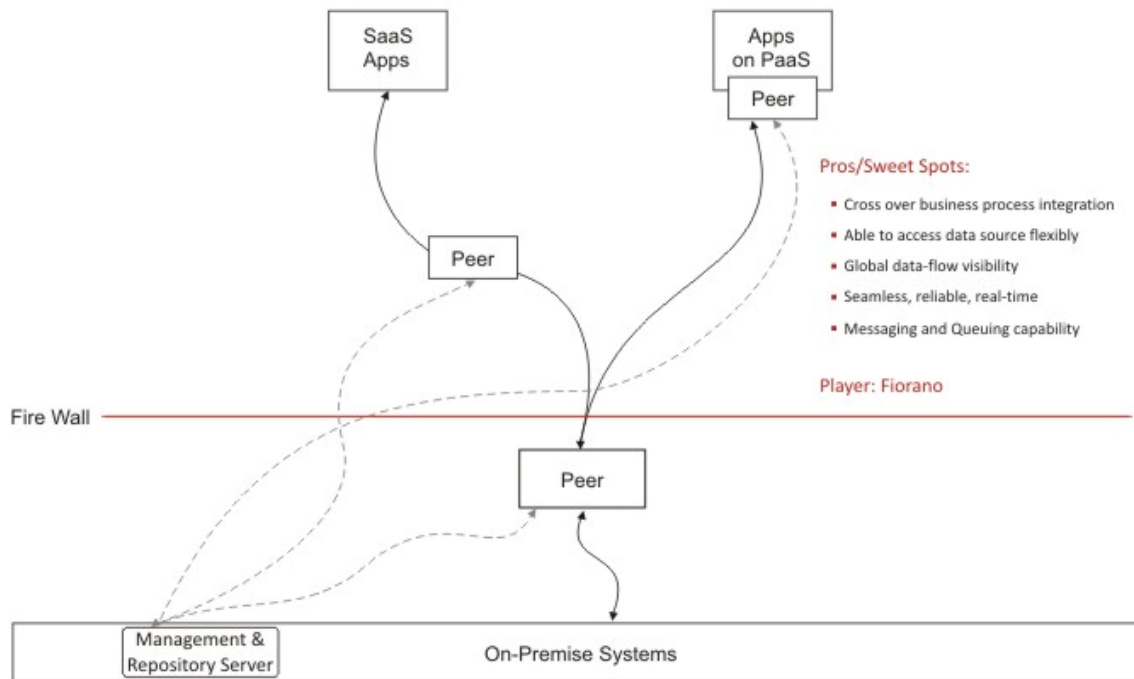 SaaS
Apps
Apps
on PaaS
Peer
Pros/Sweet Spots:
▪ Cross over business process integration
▪ Able to access data source flexibly
▪ Global data-flow visibility
▪ Seamless, reliable, real-time
▪ Messaging and Queuing capability
Peer
Player: Fiorano
Fire Wall
Peer
Management &
Repository Server
On-Premise Systems